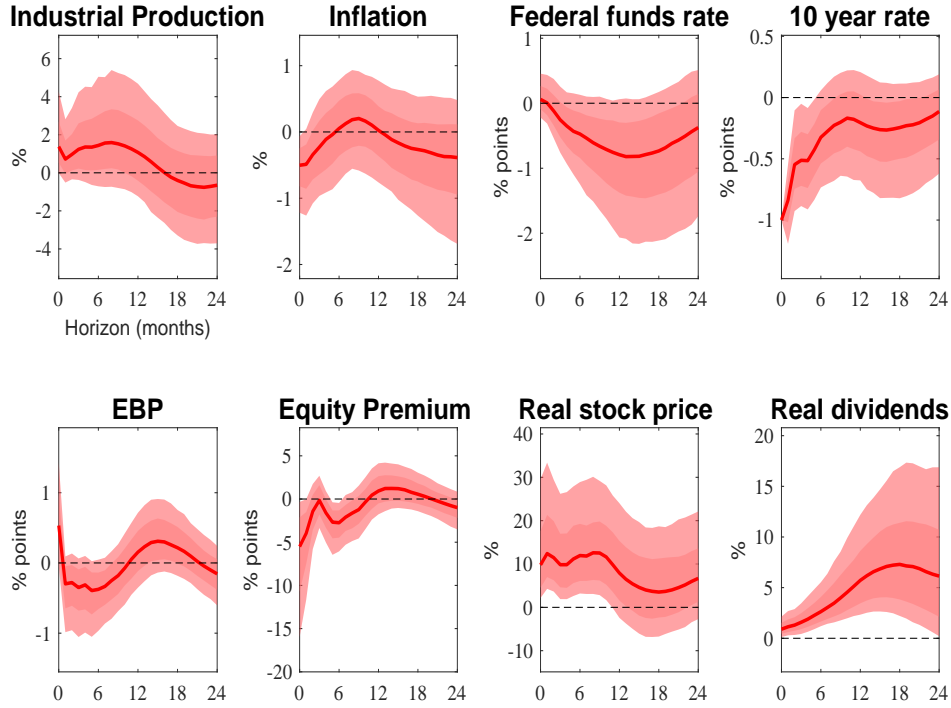 Industrial Production
%
6
4
2
0
-2
-4
0 6 12 18 24
Horizon (months)
Inflation
%
1
0
-1
-2
0 6 12 18 24
Federal funds rate
% points
1
0
-1
-2
0 6 12 18 24
10 year rate
% points
0.5
0
-0.5
-1
0 6 12 18 24
EBP
% points
1
0
-1
0 6 12 18 24
Equity Premium
% points
5
0
-5
-10
-15
-20
0 6 12 18 24
Real stock price
%
40
30
20
10
0
-10
0 6 12 18 24
Real dividends
%
20
15
10
5
0
0 6 12 18 24